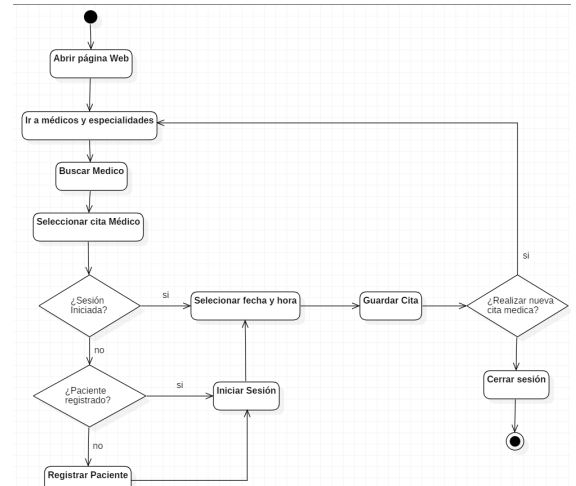 Abrir página Web
Ir a médicos y especialidades
Buscar Medico
Seleccionar cita Médico
¿Sesión
Iniciada?
si
Selecionar fecha y hora
Guardar Cita
¿Realizar nueva
cita medica?
si
no
Cerrar sesión
¿Paciente
registrado?
si
Iniciar Sesión
no
Registrar Paciente